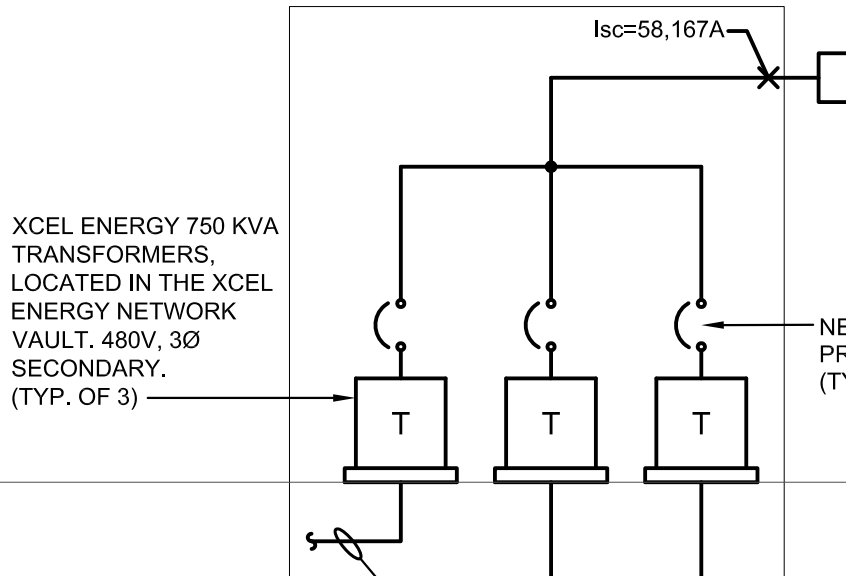 Isc=58,167A
XCEL ENERGY 750 KVA
TRANSFORMERS,
LOCATED IN THE XCEL
ENERGY NETWORK
VAULT. 480V, 3Ø
SECONDARY.
(TYP. OF 3)
T
T
T